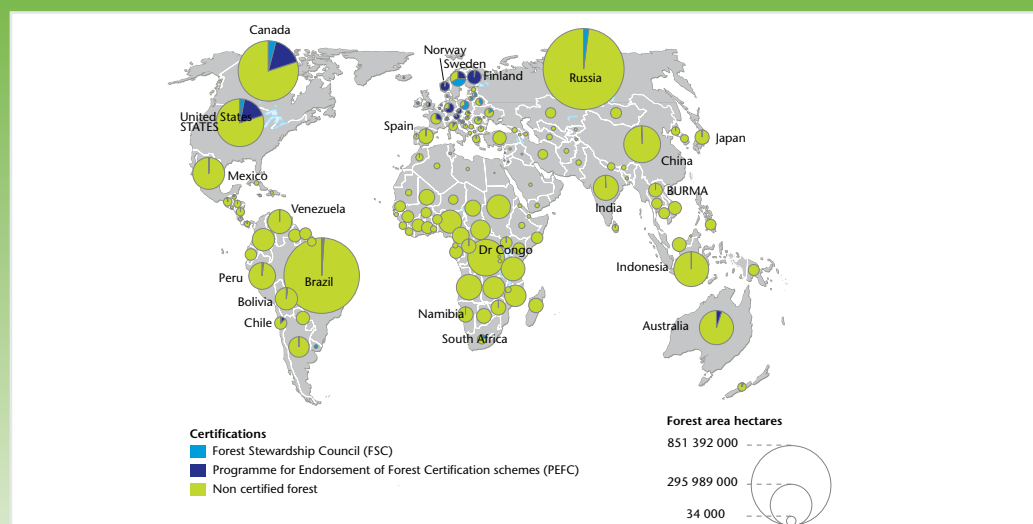 Canada
Norway
Sweden
Finland
Russia
United States
STATES
Spain
Japan
China
Mexico
BURMA
India
Venezuela
Dr Congo
Indonesia
Peru
Brazil
Bolivia
Namibia
Chile
Australia
South Africa
Forest area hectares
851 392 000
295 989 000
34 000
Certifications
Forest Stewardship Council (FSC)
Programme for Endorsement of Forest Certification schemes (PEFC)
Non certified forest